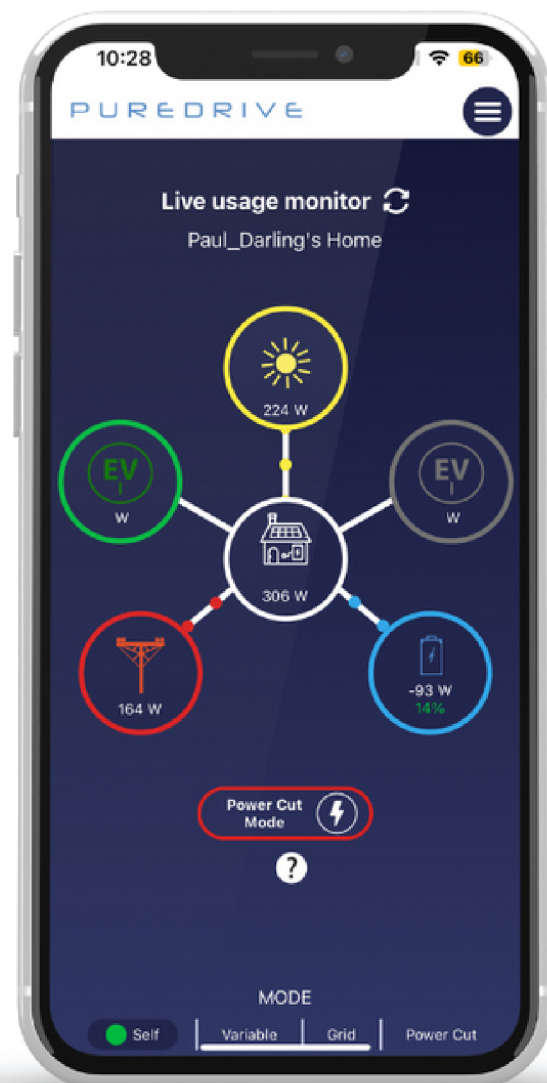 10:28
66
PUREDRIVE
Live usage monitor
Paul_Darling's Home
224 W
EV
W
EV
W
306 W
164 W
-93 W
14%
Power Cut
Mode
?
MODE
Self
Variable
Grid
Power Cut